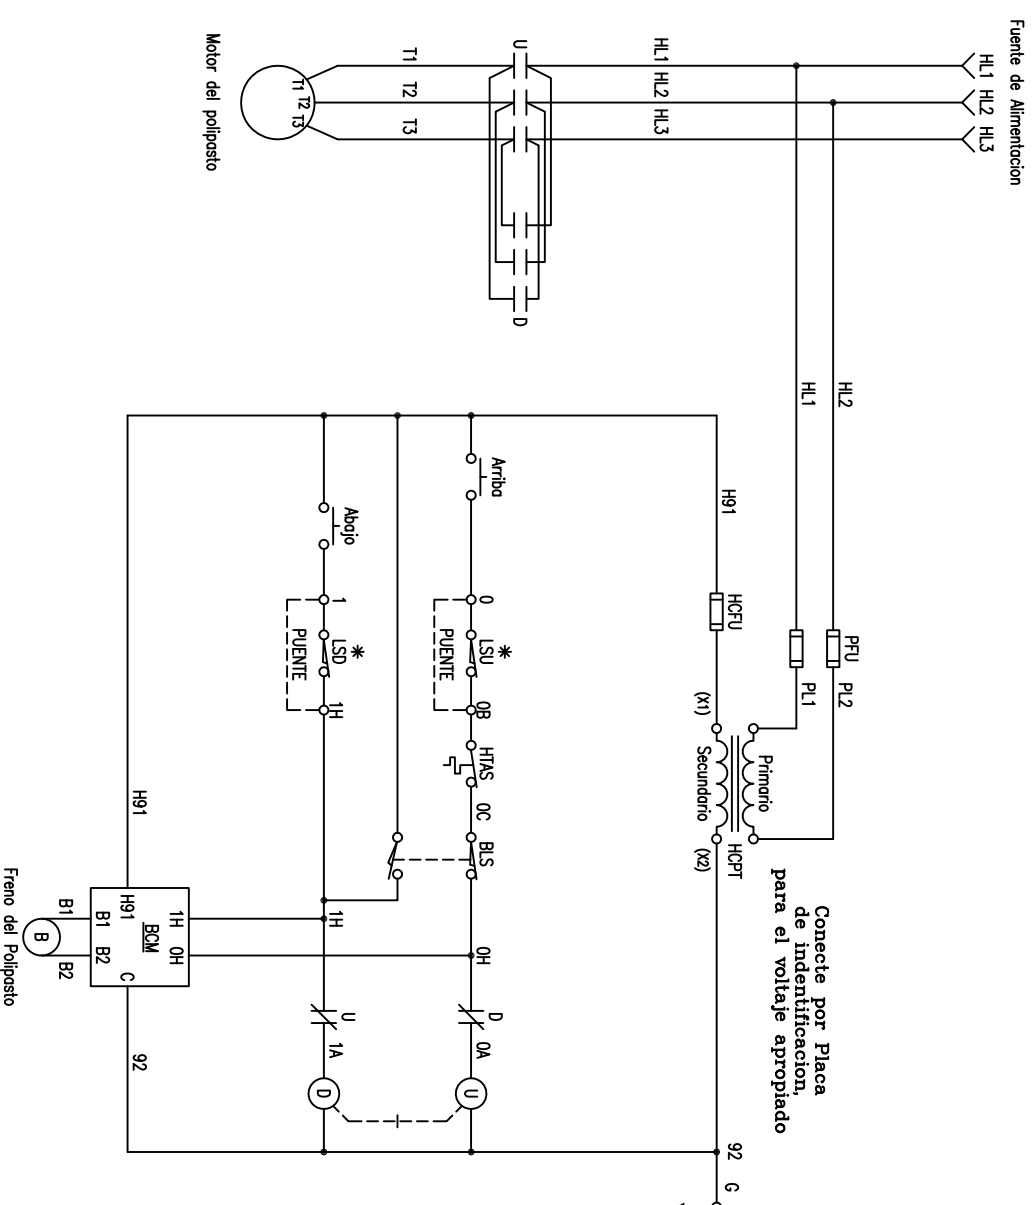 Fuente de Alimentacion
HL1 HL2 HL3
HL1 HL2 HL3
U
D
T1 T2 T3
T1 T2 T3
Motor del polipasto
HL1
HL2
PFU
PL1
PL2
H91
HCFU
(X1)
Primario
Secundario
(X2)
HCPT
Conecte por Placa
de indentificacion,
para el voltaje apropiado
92
G
Arriba
0
LSU
*
PUENTE
0B
HTAS
0C
BLS
0H
D
0A
U
Abajo
1
LSD
*
PUENTE
1H
1H
U
1A
D
H91
H91
1H
0H
BCM
B1
B2
C
92
B1
B2
B
Freno del Polipasto